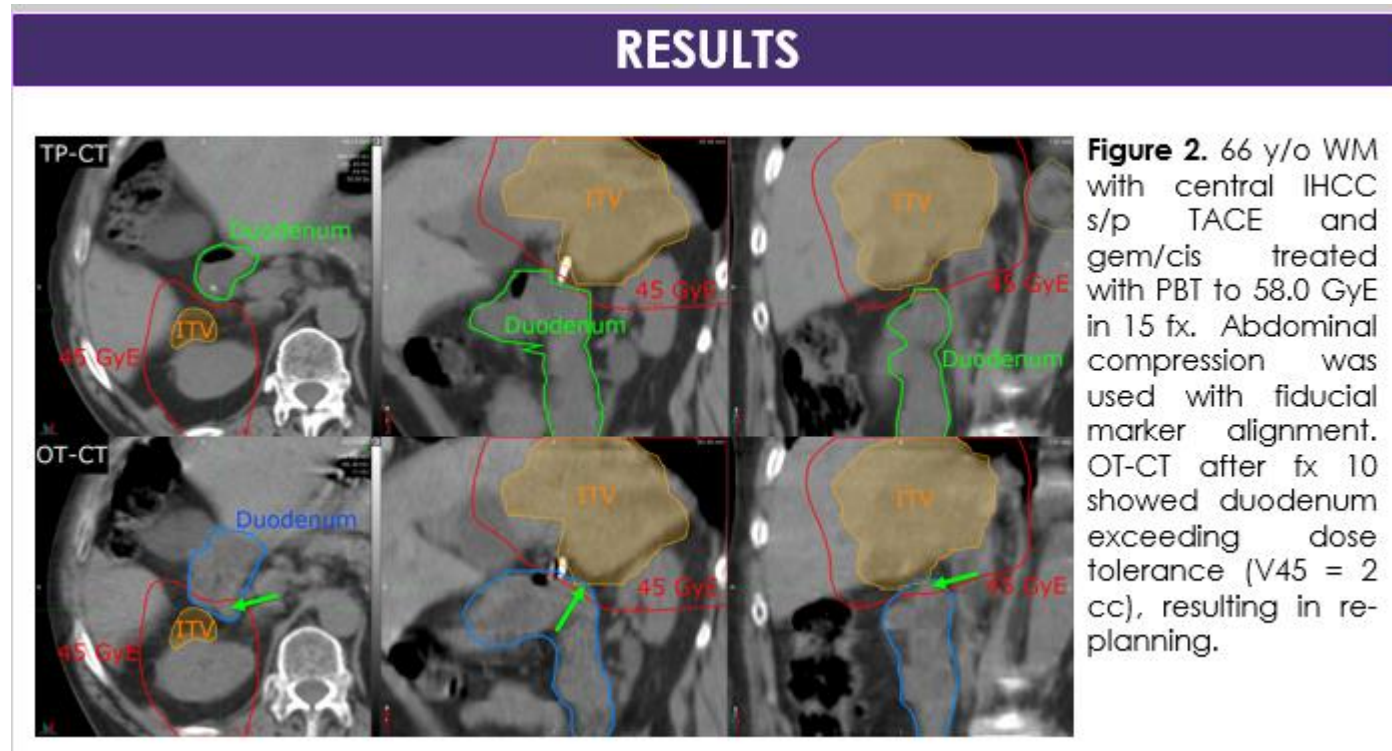 RESULTS
TP-CT
Duodenum
ITV
45 GyE
ITV
45 GyE
Duodenum
ITV
45 GyE
Duodenum
OT-CT
Duodenum
ITV
45 GyE
ITV
45 GyE
ITV
45 GyE
Figure 2. 66 y/o WM
with central IHCC
s/p TACE and
gem/cis treated
with PBT to 58.0 GyE
in 15 fx. Abdominal
compression was
used with fiducial
marker alignment.
OT-CT after fx 10
showed duodenum
exceeding dose
tolerance (V45 = 2
cc), resulting in re-
planning.